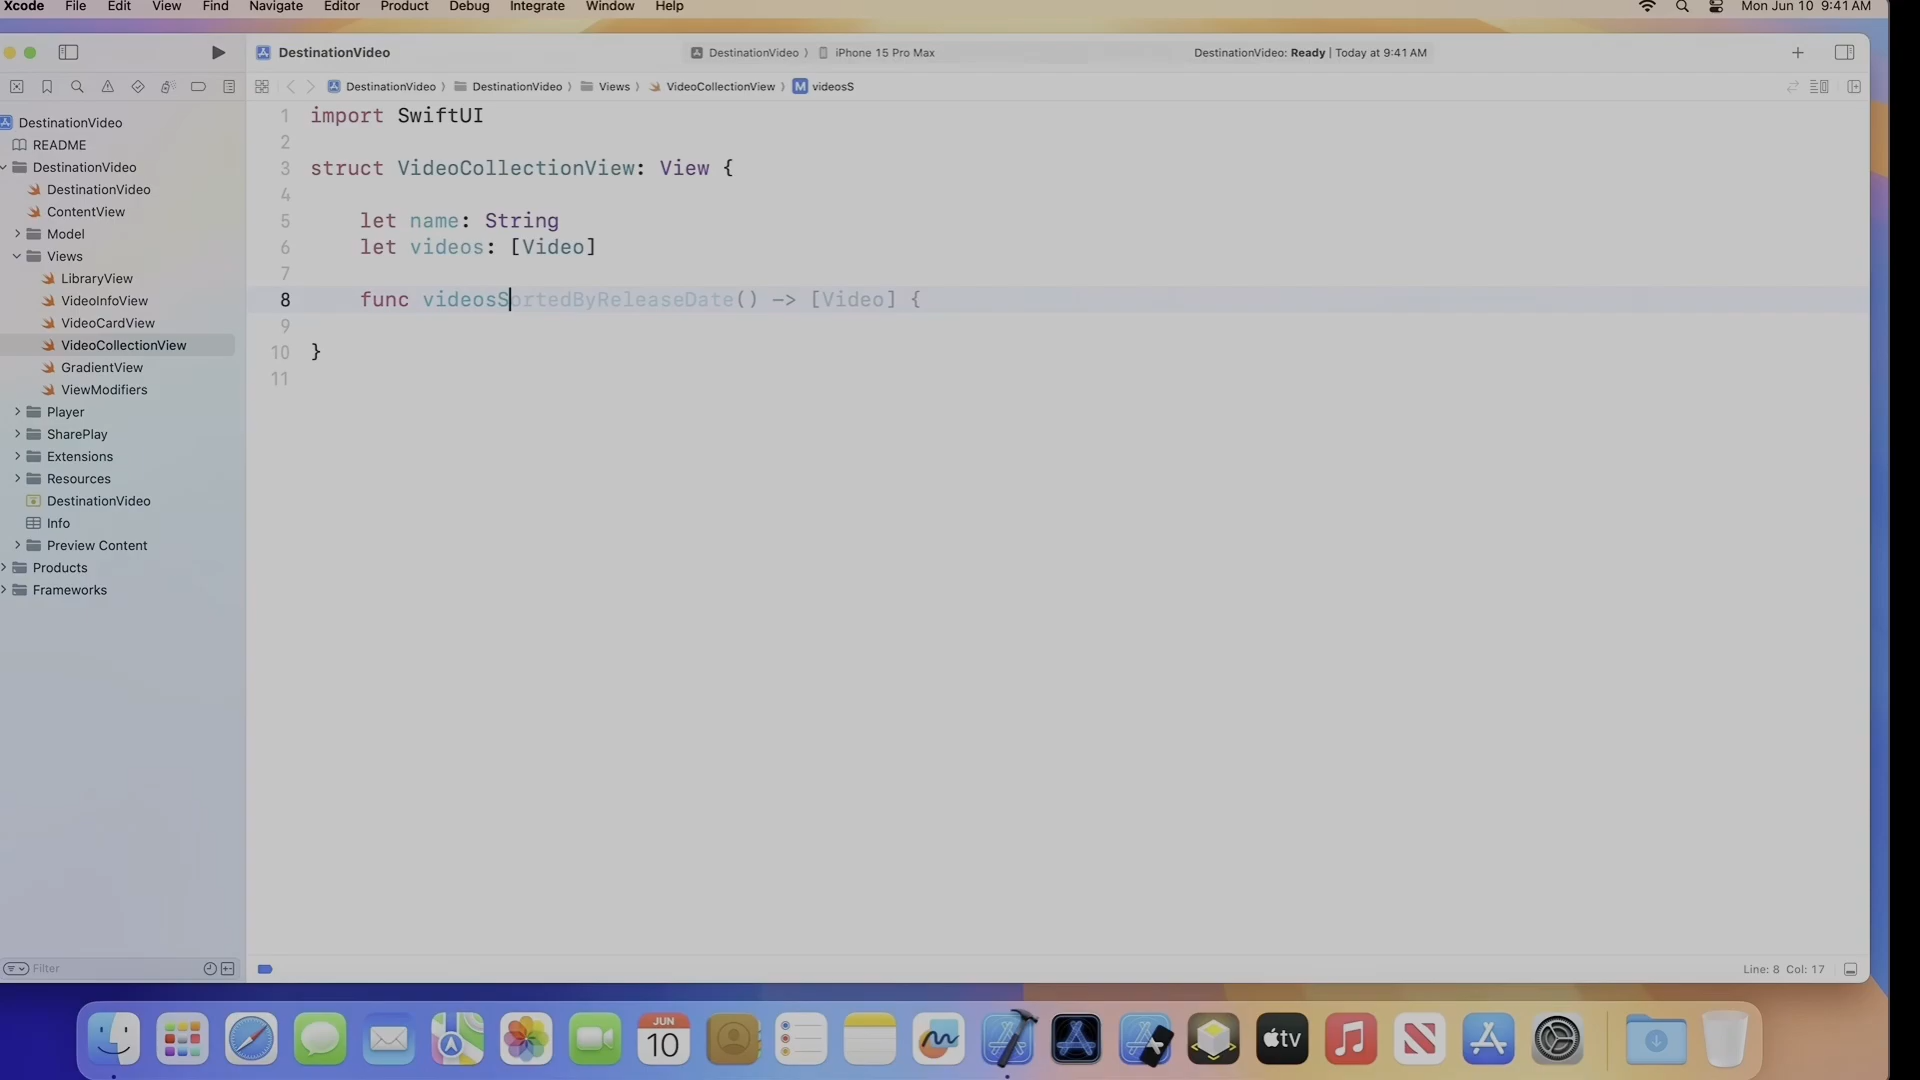 Xcode File Edit View Find Navigate Editor Product Debug Integrate Window Help Mon Jun 10 9:41 AM
DestinationVideo DestinationVideo ⟩ iPhone 15 Pro Max DestinationVideo: Ready | Today at 9:41 AM
DestinationVideo ⟩ DestinationVideo ⟩ Views ⟩ VideoCollectionView ⟩ M videosS
DestinationVideo
README
DestinationVideo
DestinationVideo
ContentView
Model
Views
LibraryView
VideoInfoView
VideoCardView
VideoCollectionView
GradientView
ViewModifiers
Player
SharePlay
Extensions
Resources
DestinationVideo
Info
Preview Content
Products
Frameworks
Filter
1 import SwiftUI
2
3 struct VideoCollectionView: View {
4
5 let name: String
6 let videos: [Video]
7
8 func videosSortedByReleaseDate() -> [Video] {
9
10 }
11
Line: 8 Col: 17
JUN
10
tv